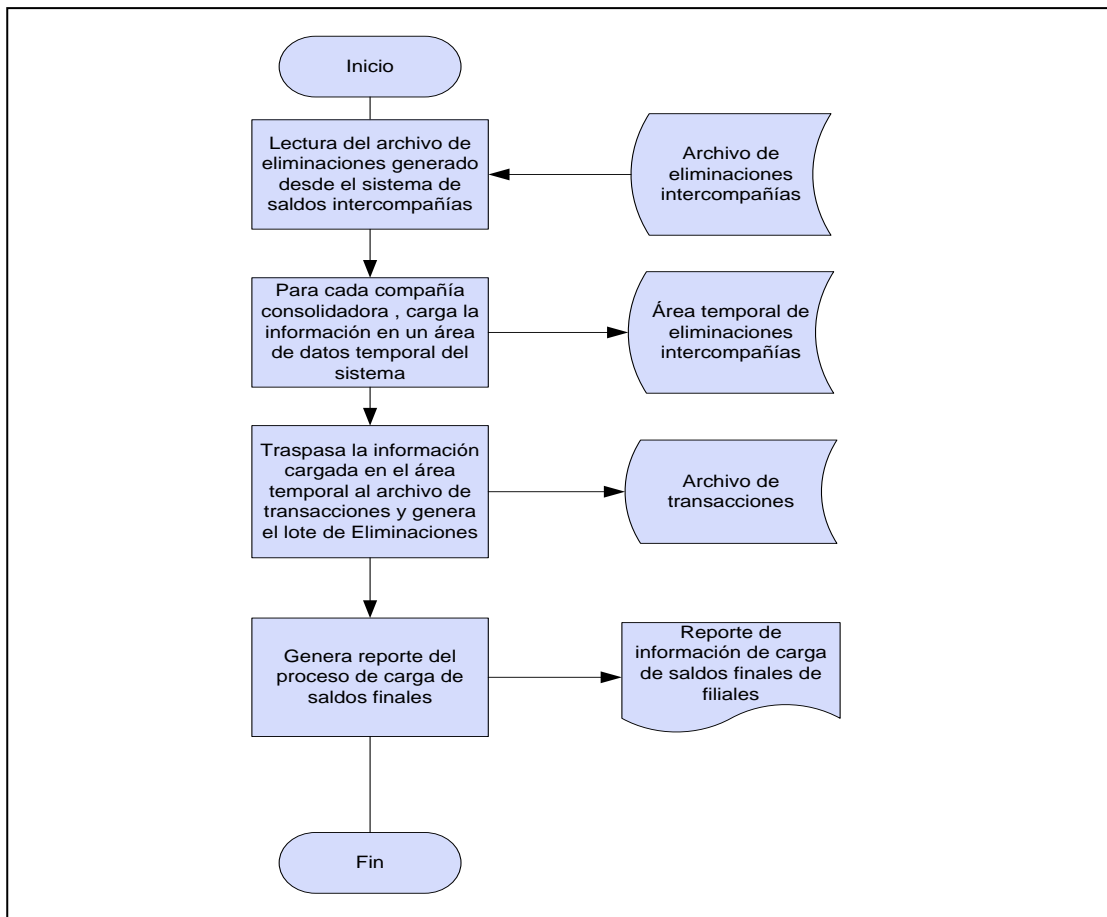 Inicio
Lectura del archivo de
eliminaciones generado
desde el sistema de
saldos intercompañías
Archivo de
eliminaciones
intercompañías
Para cada compañía
consolidadora , carga la
información en un área
de datos temporal del
sistema
Área temporal de
eliminaciones
intercompañías
Traspasa la información
cargada en el área
temporal al archivo de
transacciones y genera
el lote de Eliminaciones
Archivo de
transacciones
Genera reporte del
proceso de carga de
saldos finales
Reporte de
información de carga
de saldos finales de
filiales
Fin